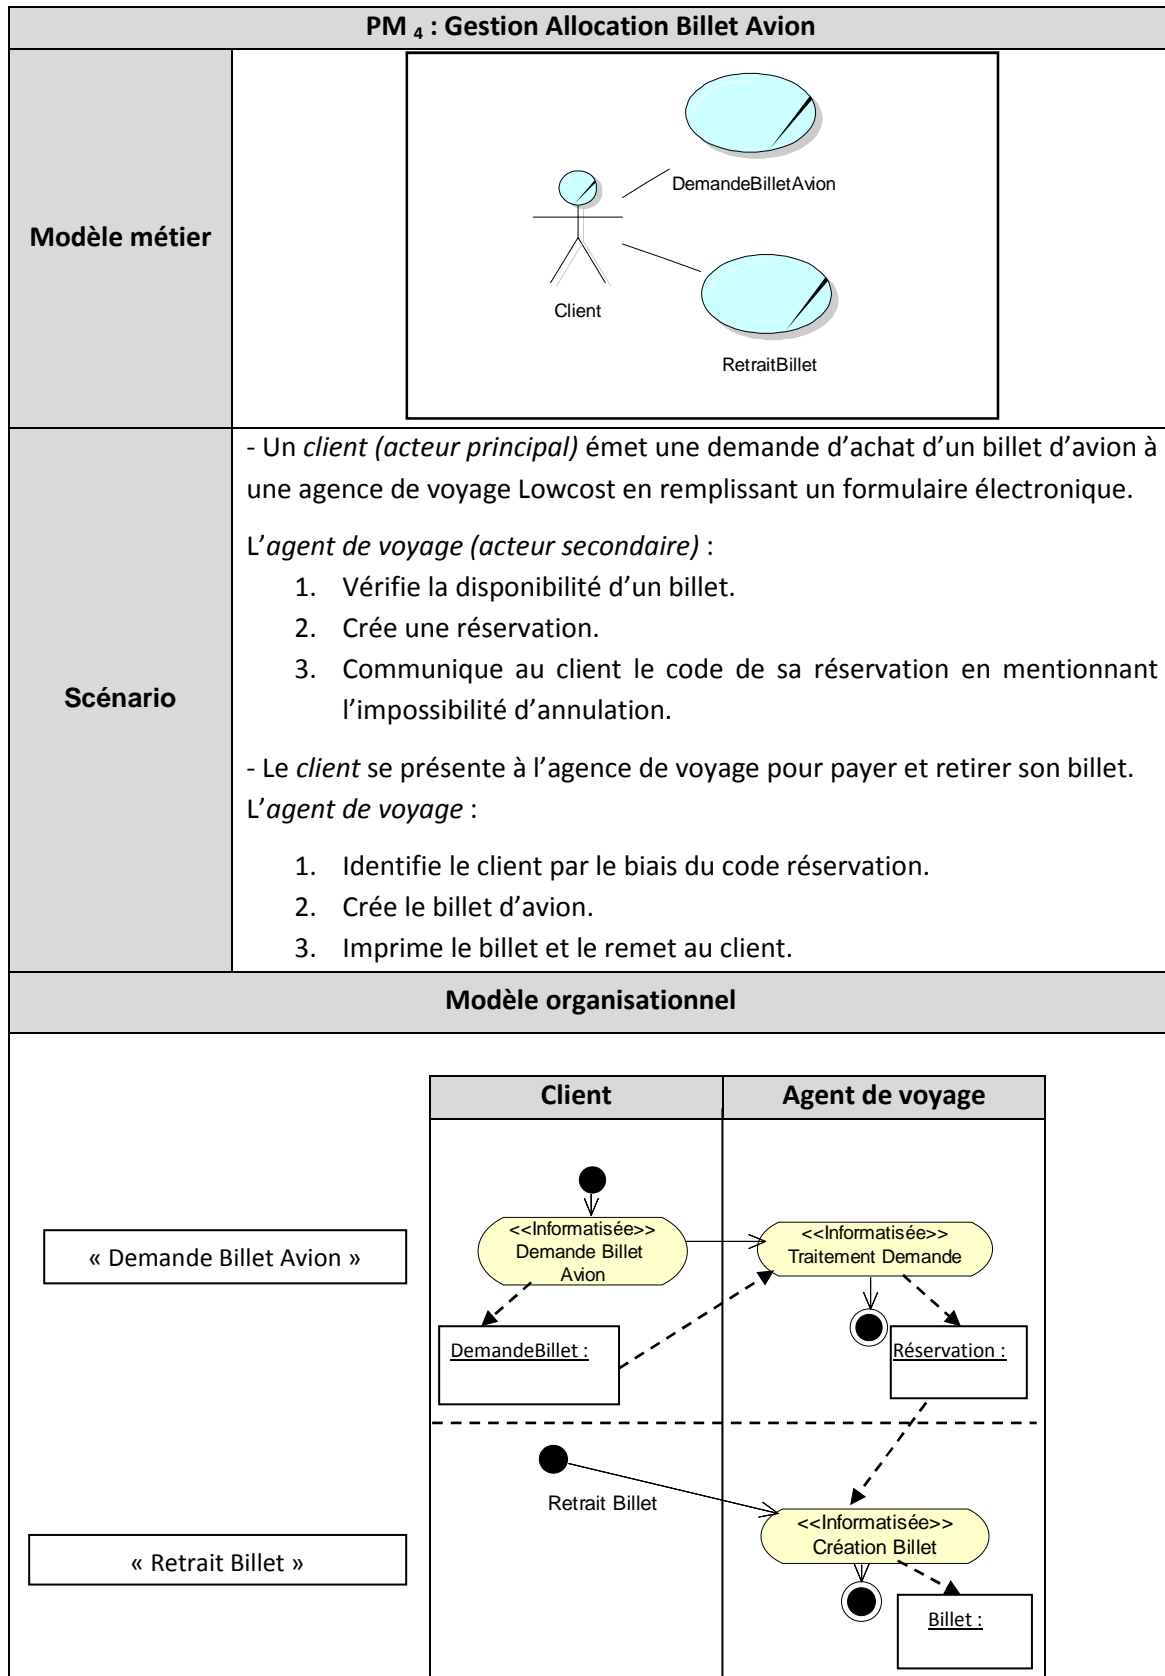 PM 4 : Gestion Allocation Billet Avion
Modèle métier
DemandeBilletAvion
Client
RetraitBillet
Scénario
- Un client (acteur principal) émet une demande d’achat d’un billet d’avion à
une agence de voyage Lowcost en remplissant un formulaire électronique.
L’agent de voyage (acteur secondaire) :
1. Vérifie la disponibilité d’un billet.
2. Crée une réservation.
3. Communique au client le code de sa réservation en mentionnant
l’impossibilité d’annulation.
- Le client se présente à l’agence de voyage pour payer et retirer son billet.
L’agent de voyage :
1. Identifie le client par le biais du code réservation.
2. Crée le billet d’avion.
3. Imprime le billet et le remet au client.
Modèle organisationnel
Client
Agent de voyage
« Demande Billet Avion »
<<Informatisée>>
Demande Billet
Avion
<<Informatisée>>
Traitement Demande
DemandeBillet :
Réservation :
Retrait Billet
« Retrait Billet »
<<Informatisée>>
Création Billet
Billet :